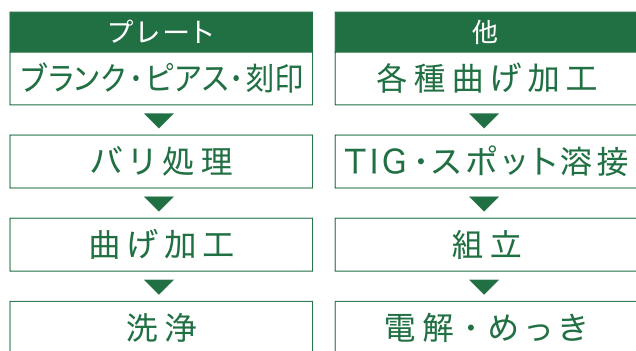 プレート
ブランク・ピアス・刻印
バリ処理
曲げ加工
洗浄
他
各種曲げ加工
TIG・スポット溶接
組立
電解・めっき